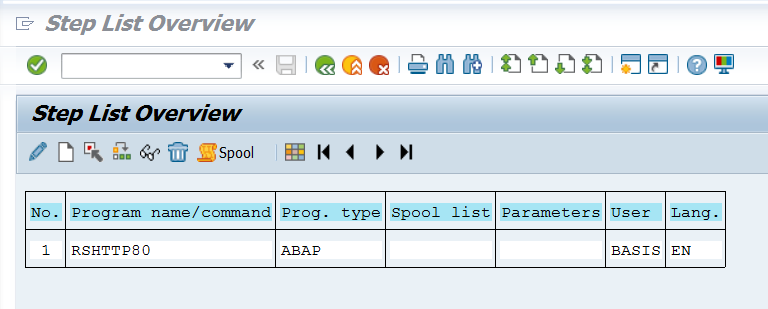 Step List Overview
Step List Overview
Spool
No. Program name/command Prog. type Spool list Parameters User Lang.
1 RSHTTP80 ABAP BASIS EN